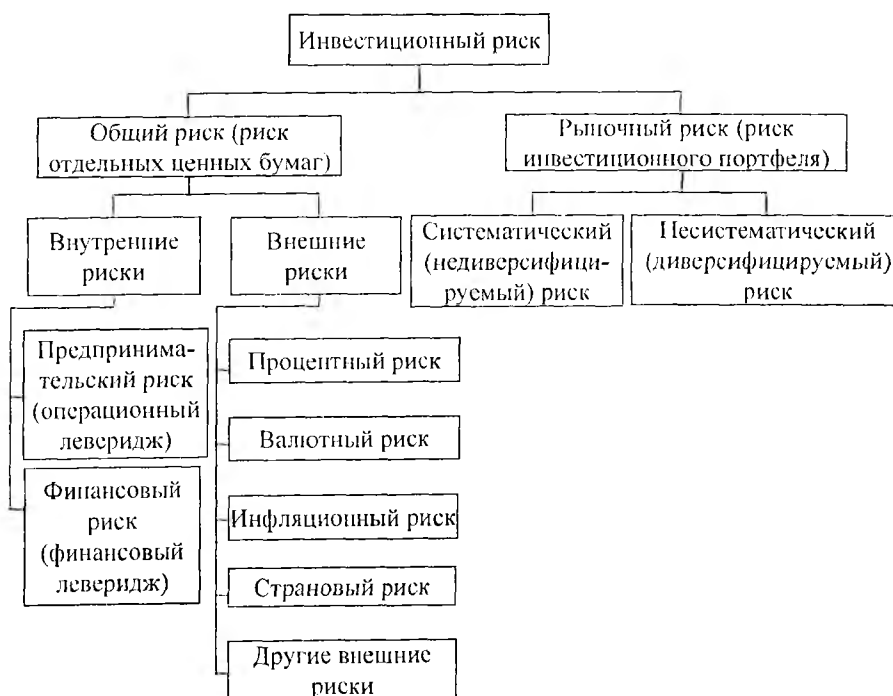 Инвестиционный риск
Общий риск (риск
отдельных ценных бумаг)
Рыночный риск (риск
инвестиционного портфеля)
Внутренние
риски
Внешние
риски
Систематический
(недиверсифици-
руемый) риск
Несистематический
(диверсифицируемый)
риск
Предпринима-
тельский риск
(операционный
леверидж)
Финансовый
риск
(финансовый
леверидж)
Процентный риск
Валютный риск
Инфляционный риск
Страновый риск
Другие внешние
риски